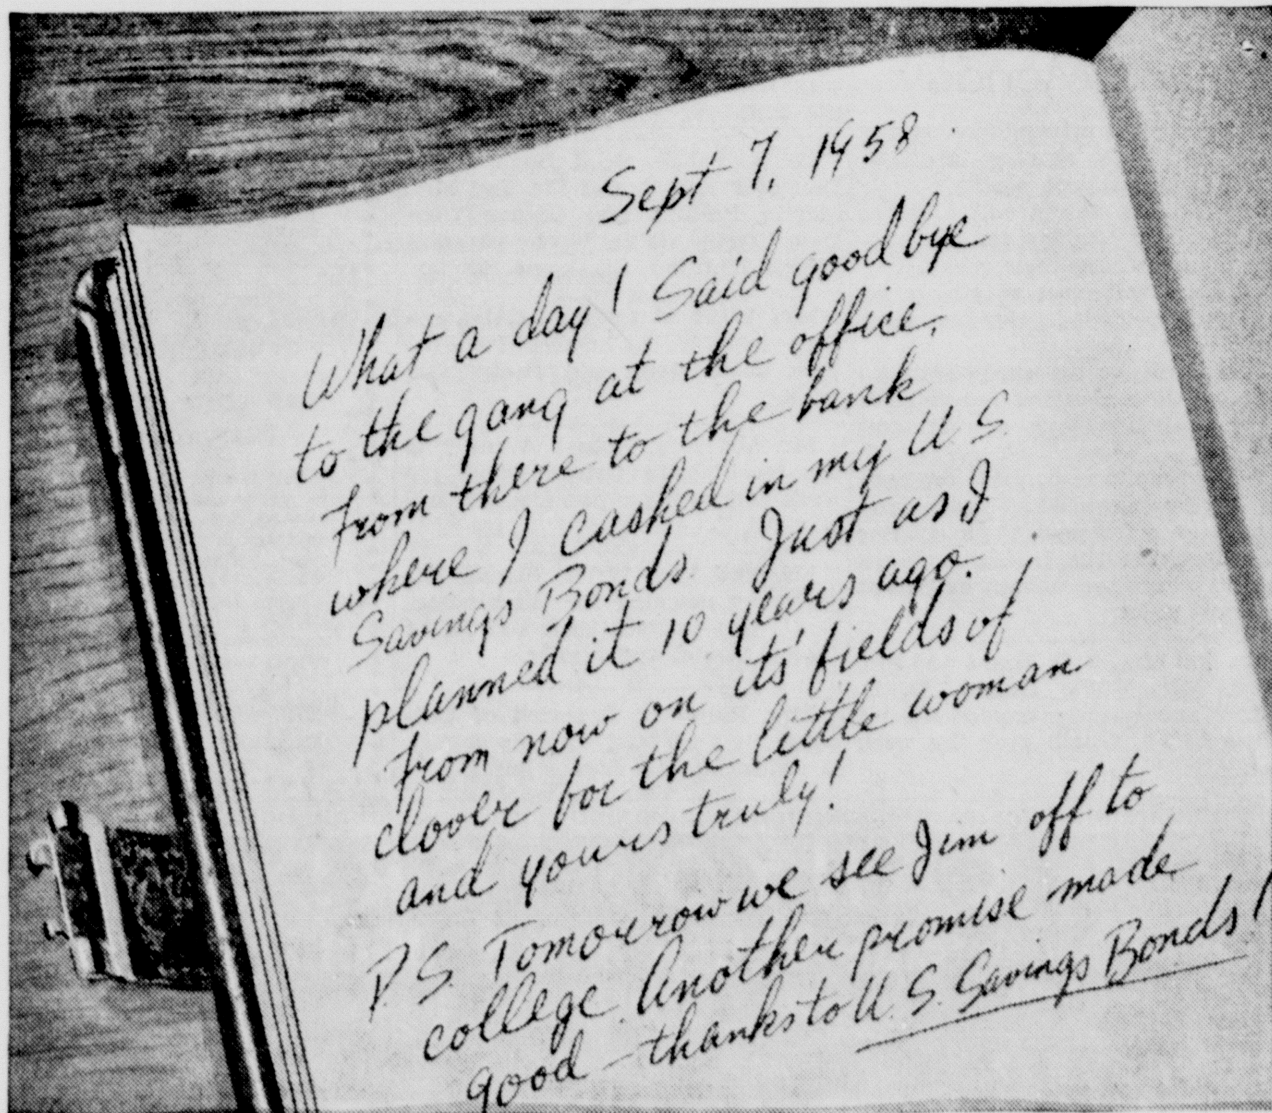 Sept 7, 1958
What a day! Said good bye
to the gang at the office.
From there to the bank
where I cashed in my U.S.
Savings Bonds. Just as I
planned it 10 years ago.
From now on its' fields of
clover for the little woman
and yours truly!
P.S. Tomorrow we see Jim off to
college. Another promise made
good - thanks to U.S. Savings Bonds!